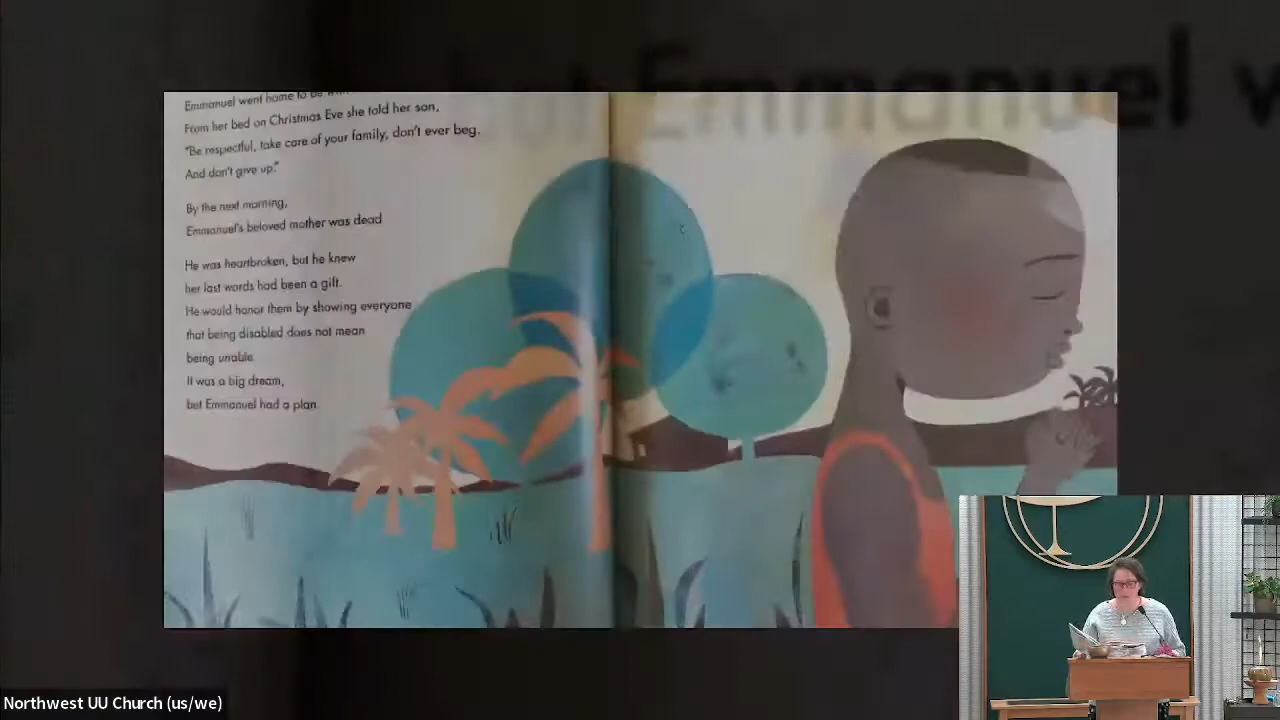 Emmanuel w
Emmanuel went home to be with
From her bed on Christmas Eve she told her son,
"Be respectful, take care of your family, don't ever beg.
And don't give up."
By the next morning,
Emmanuel's beloved mother was dead
He was heartbroken, but he knew
her last words had been a gift.
He would honor them by showing everyone
that being disabled does not mean
being unable.
It was a big dream,
but Emmanuel had a plan.
Northwest UU Church (us/we)